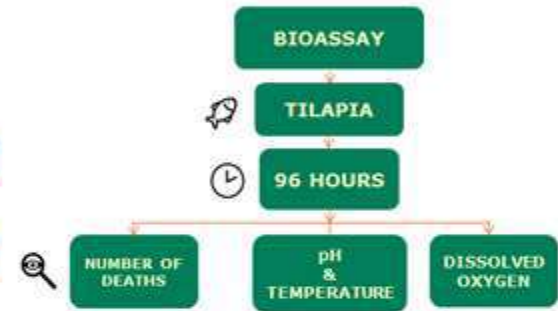 BIOASSAY
TILAPIA
96 HOURS
NUMBER OF
DEATHS
pH
&
TEMPERATURE
DISSOLVED
OXYGEN